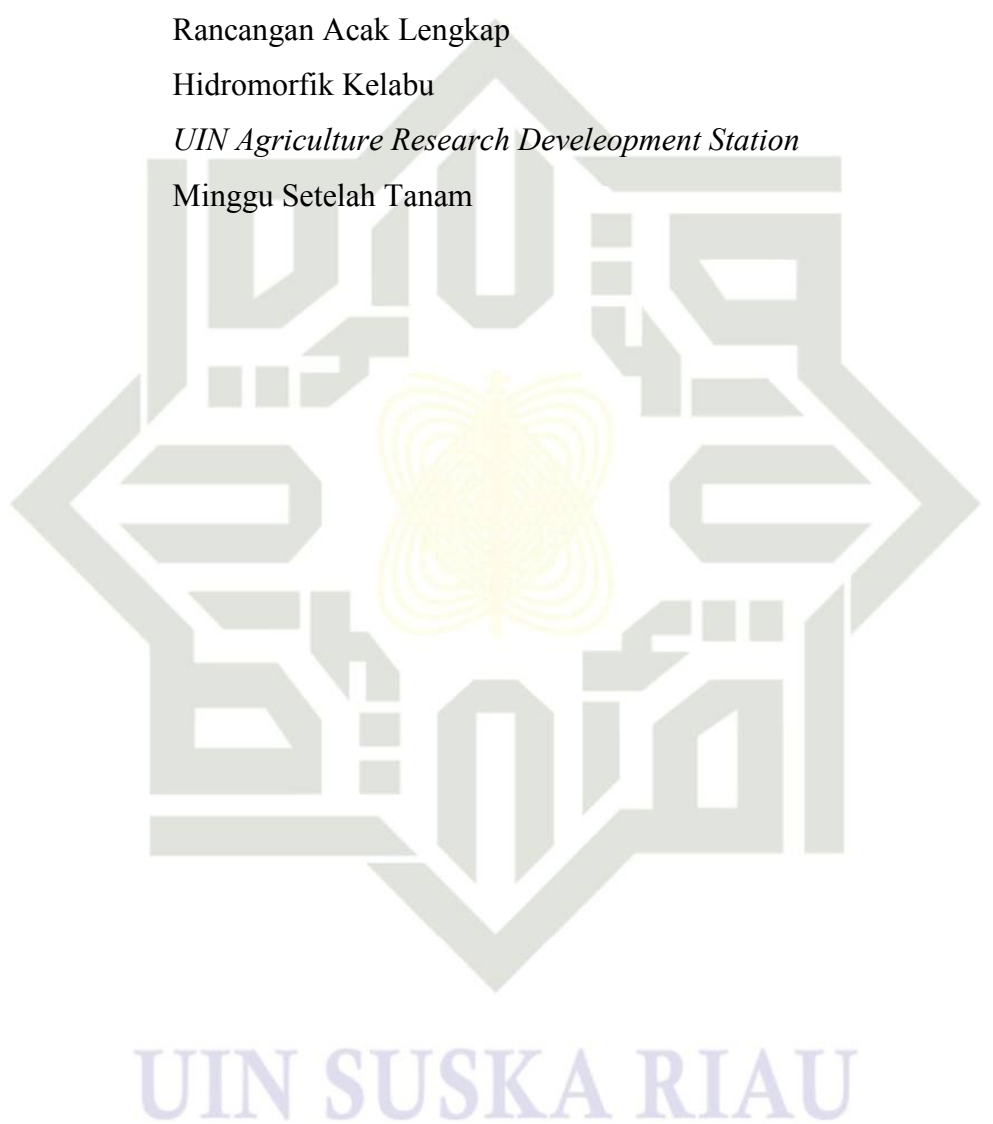 Rancangan Acak Lengkap
Hidromorfik Kelabu
UIN Agriculture Research Develeopment Station
Minggu Setelah Tanam
UIN SUSKA RIAU